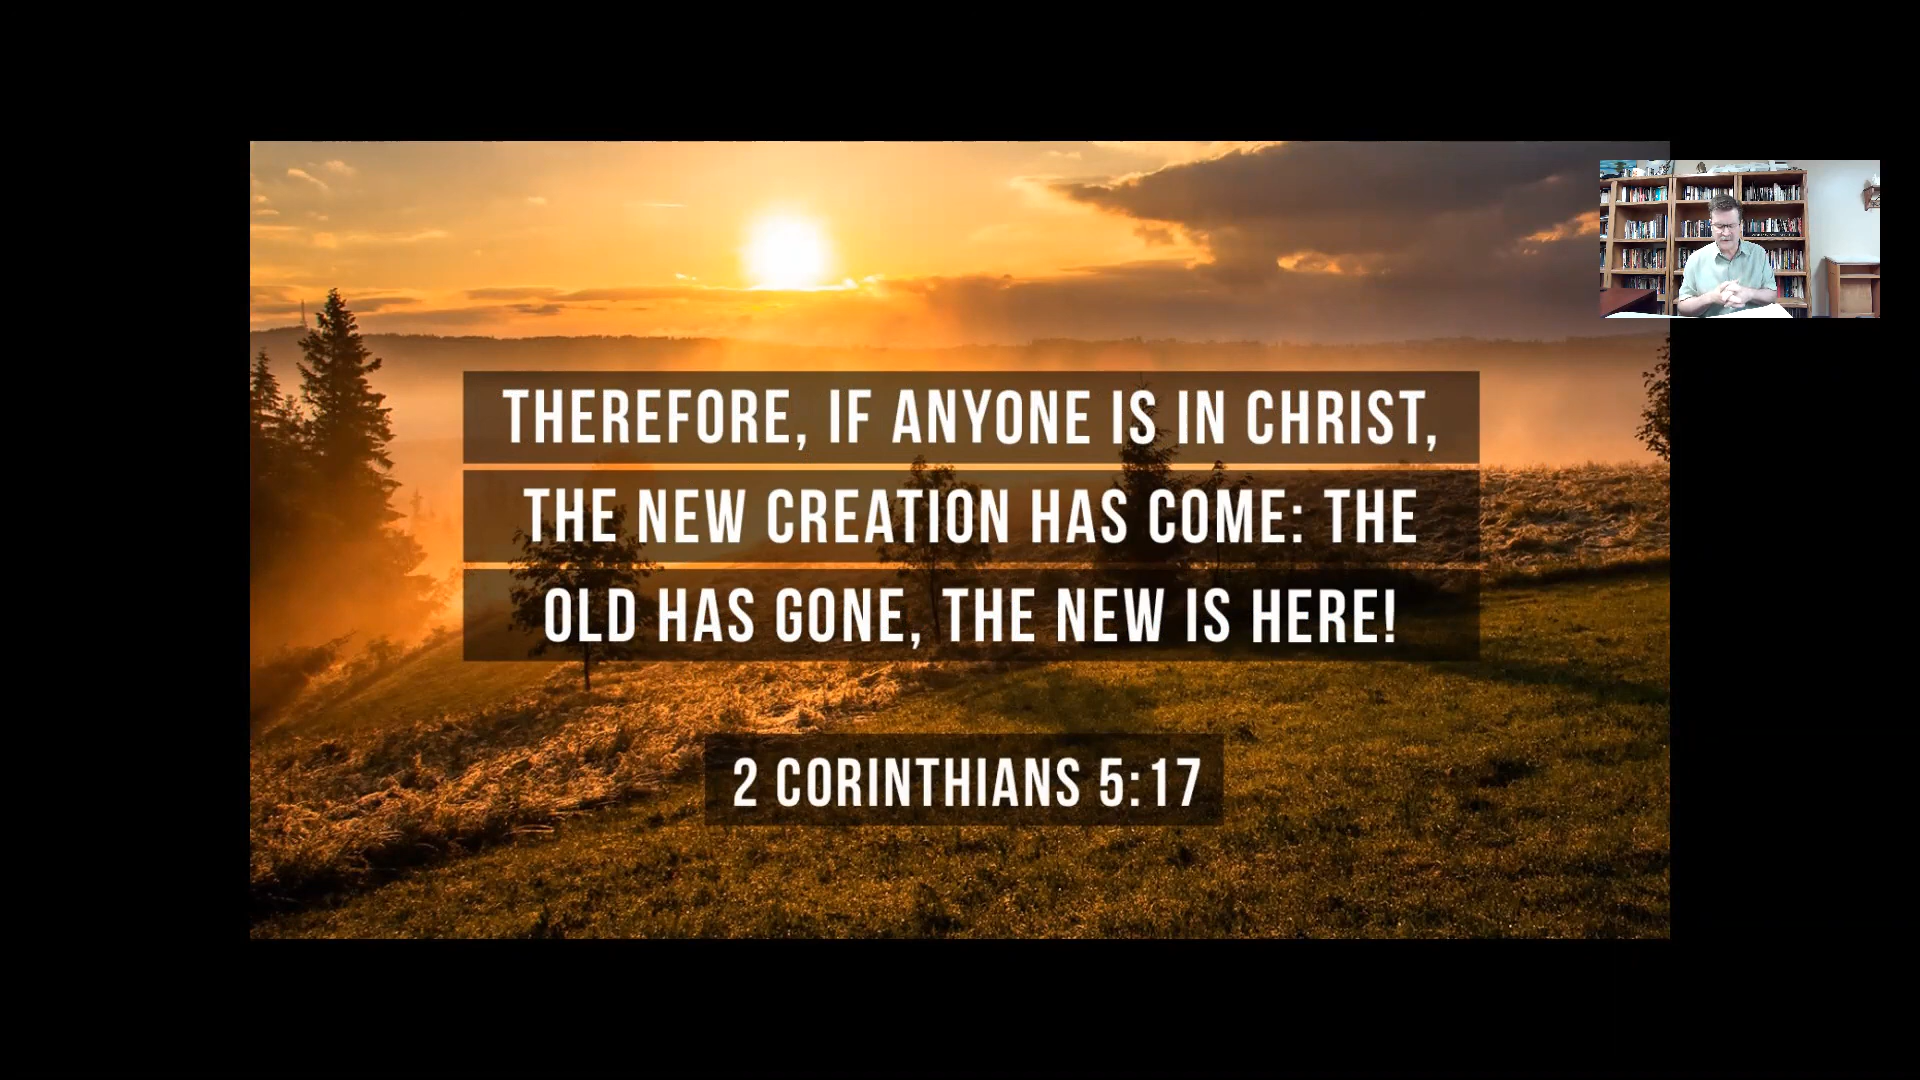 THEREFORE, IF ANYONE IS IN CHRIST,
THE NEW CREATION HAS COME: THE
OLD HAS GONE, THE NEW IS HERE!
2 CORINTHIANS 5:17